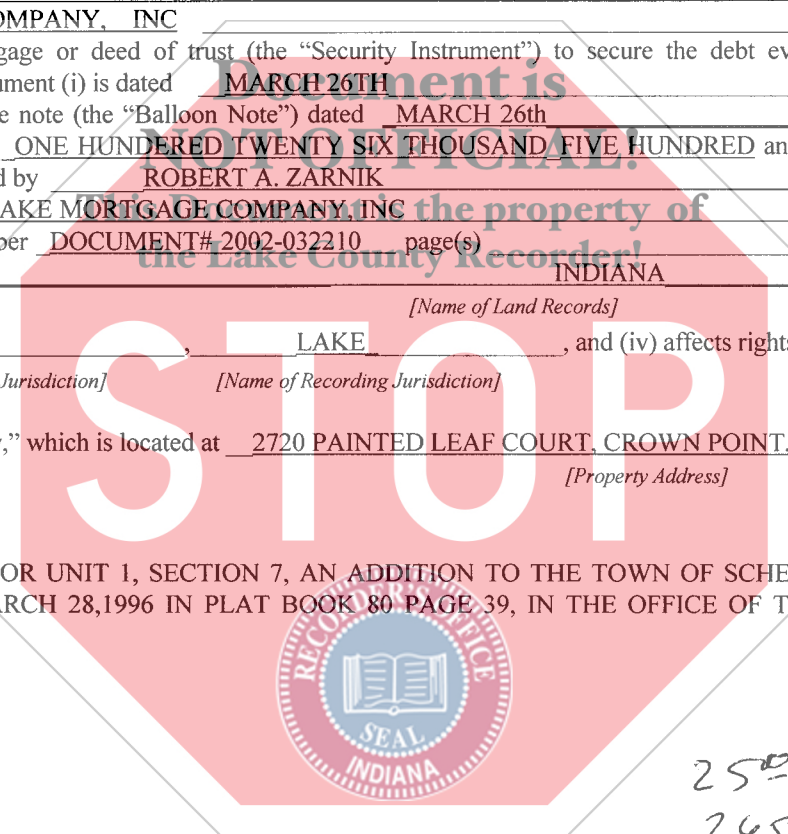 OMPANY, INC
gage or deed of trust (the “Security Instrument”) to secure the debt ev
ument (i) is dated MARCH 26TH
e note (the “Balloon Note”) dated MARCH 26th
ONE HUNDERED TWENTY SIX THOUSAND FIVE HUNDRED an
d by ROBERT A. ZARNIK
AKE MORTGAGE COMPANY, INC
ber DOCUMENT# 2002-032210 page(s)
INDIANA
[Name of Land Records]
, LAKE , and (iv) affects rights
Jurisdiction] [Name of Recording Jurisdiction]
,” which is located at 2720 PAINTED LEAF COURT, CROWN POINT,
[Property Address]
OR UNIT 1, SECTION 7, AN ADDITION TO THE TOWN OF SCHE
ARCH 28,1996 IN PLAT BOOK 80 PAGE 39, IN THE OFFICE OF T
Document is
NOT OFFICIAL!
This Document is the property of
the Lake County Recorder!
STOP
RECORDER'S OFFICE
SEAL
INDIANA
25⁰⁰